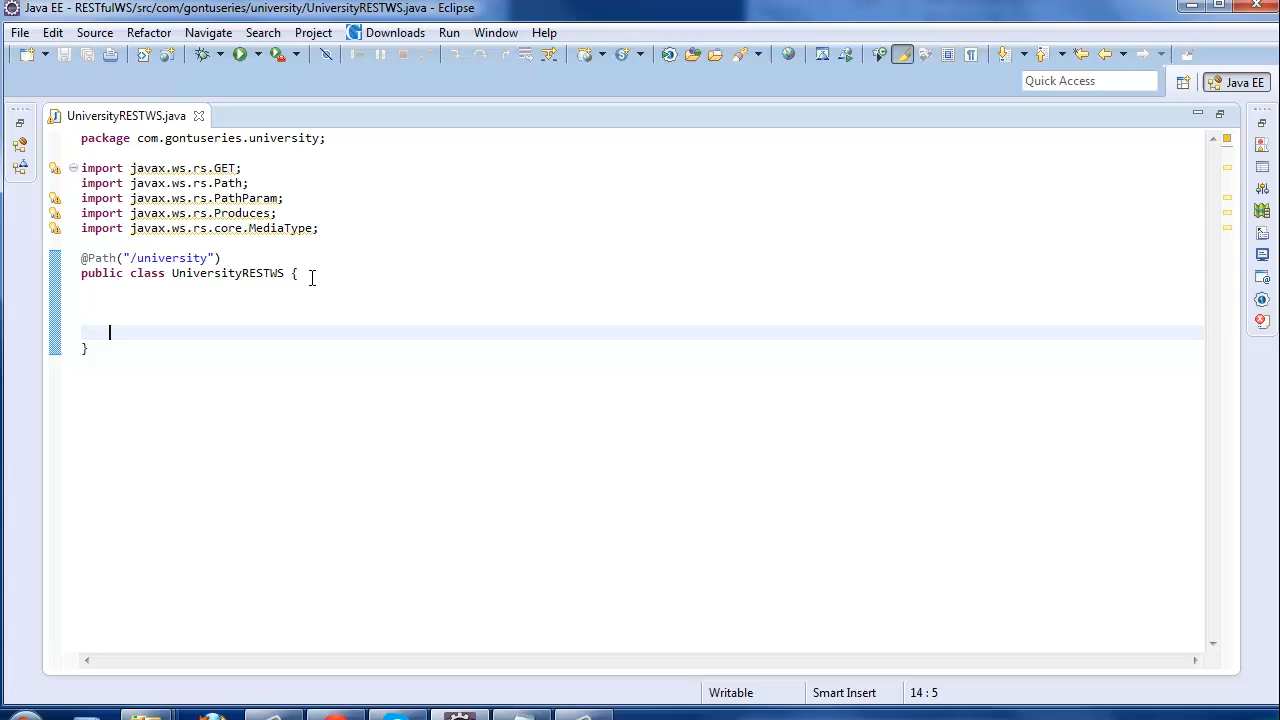 Java EE - RESTfulWS/src/com/gontuseries/university/UniversityRESTWS.java - Eclipse
File Edit Source Refactor Navigate Search Project Downloads Run Window Help
Quick Access
Java EE
UniversityRESTWS.java
package com.gontuseries.university;
import javax.ws.rs.GET;
import javax.ws.rs.Path;
import javax.ws.rs.PathParam;
import javax.ws.rs.Produces;
import javax.ws.rs.core.MediaType;
@Path("/university")
public class UniversityRESTWS {
}
Writable Smart Insert 14 : 5